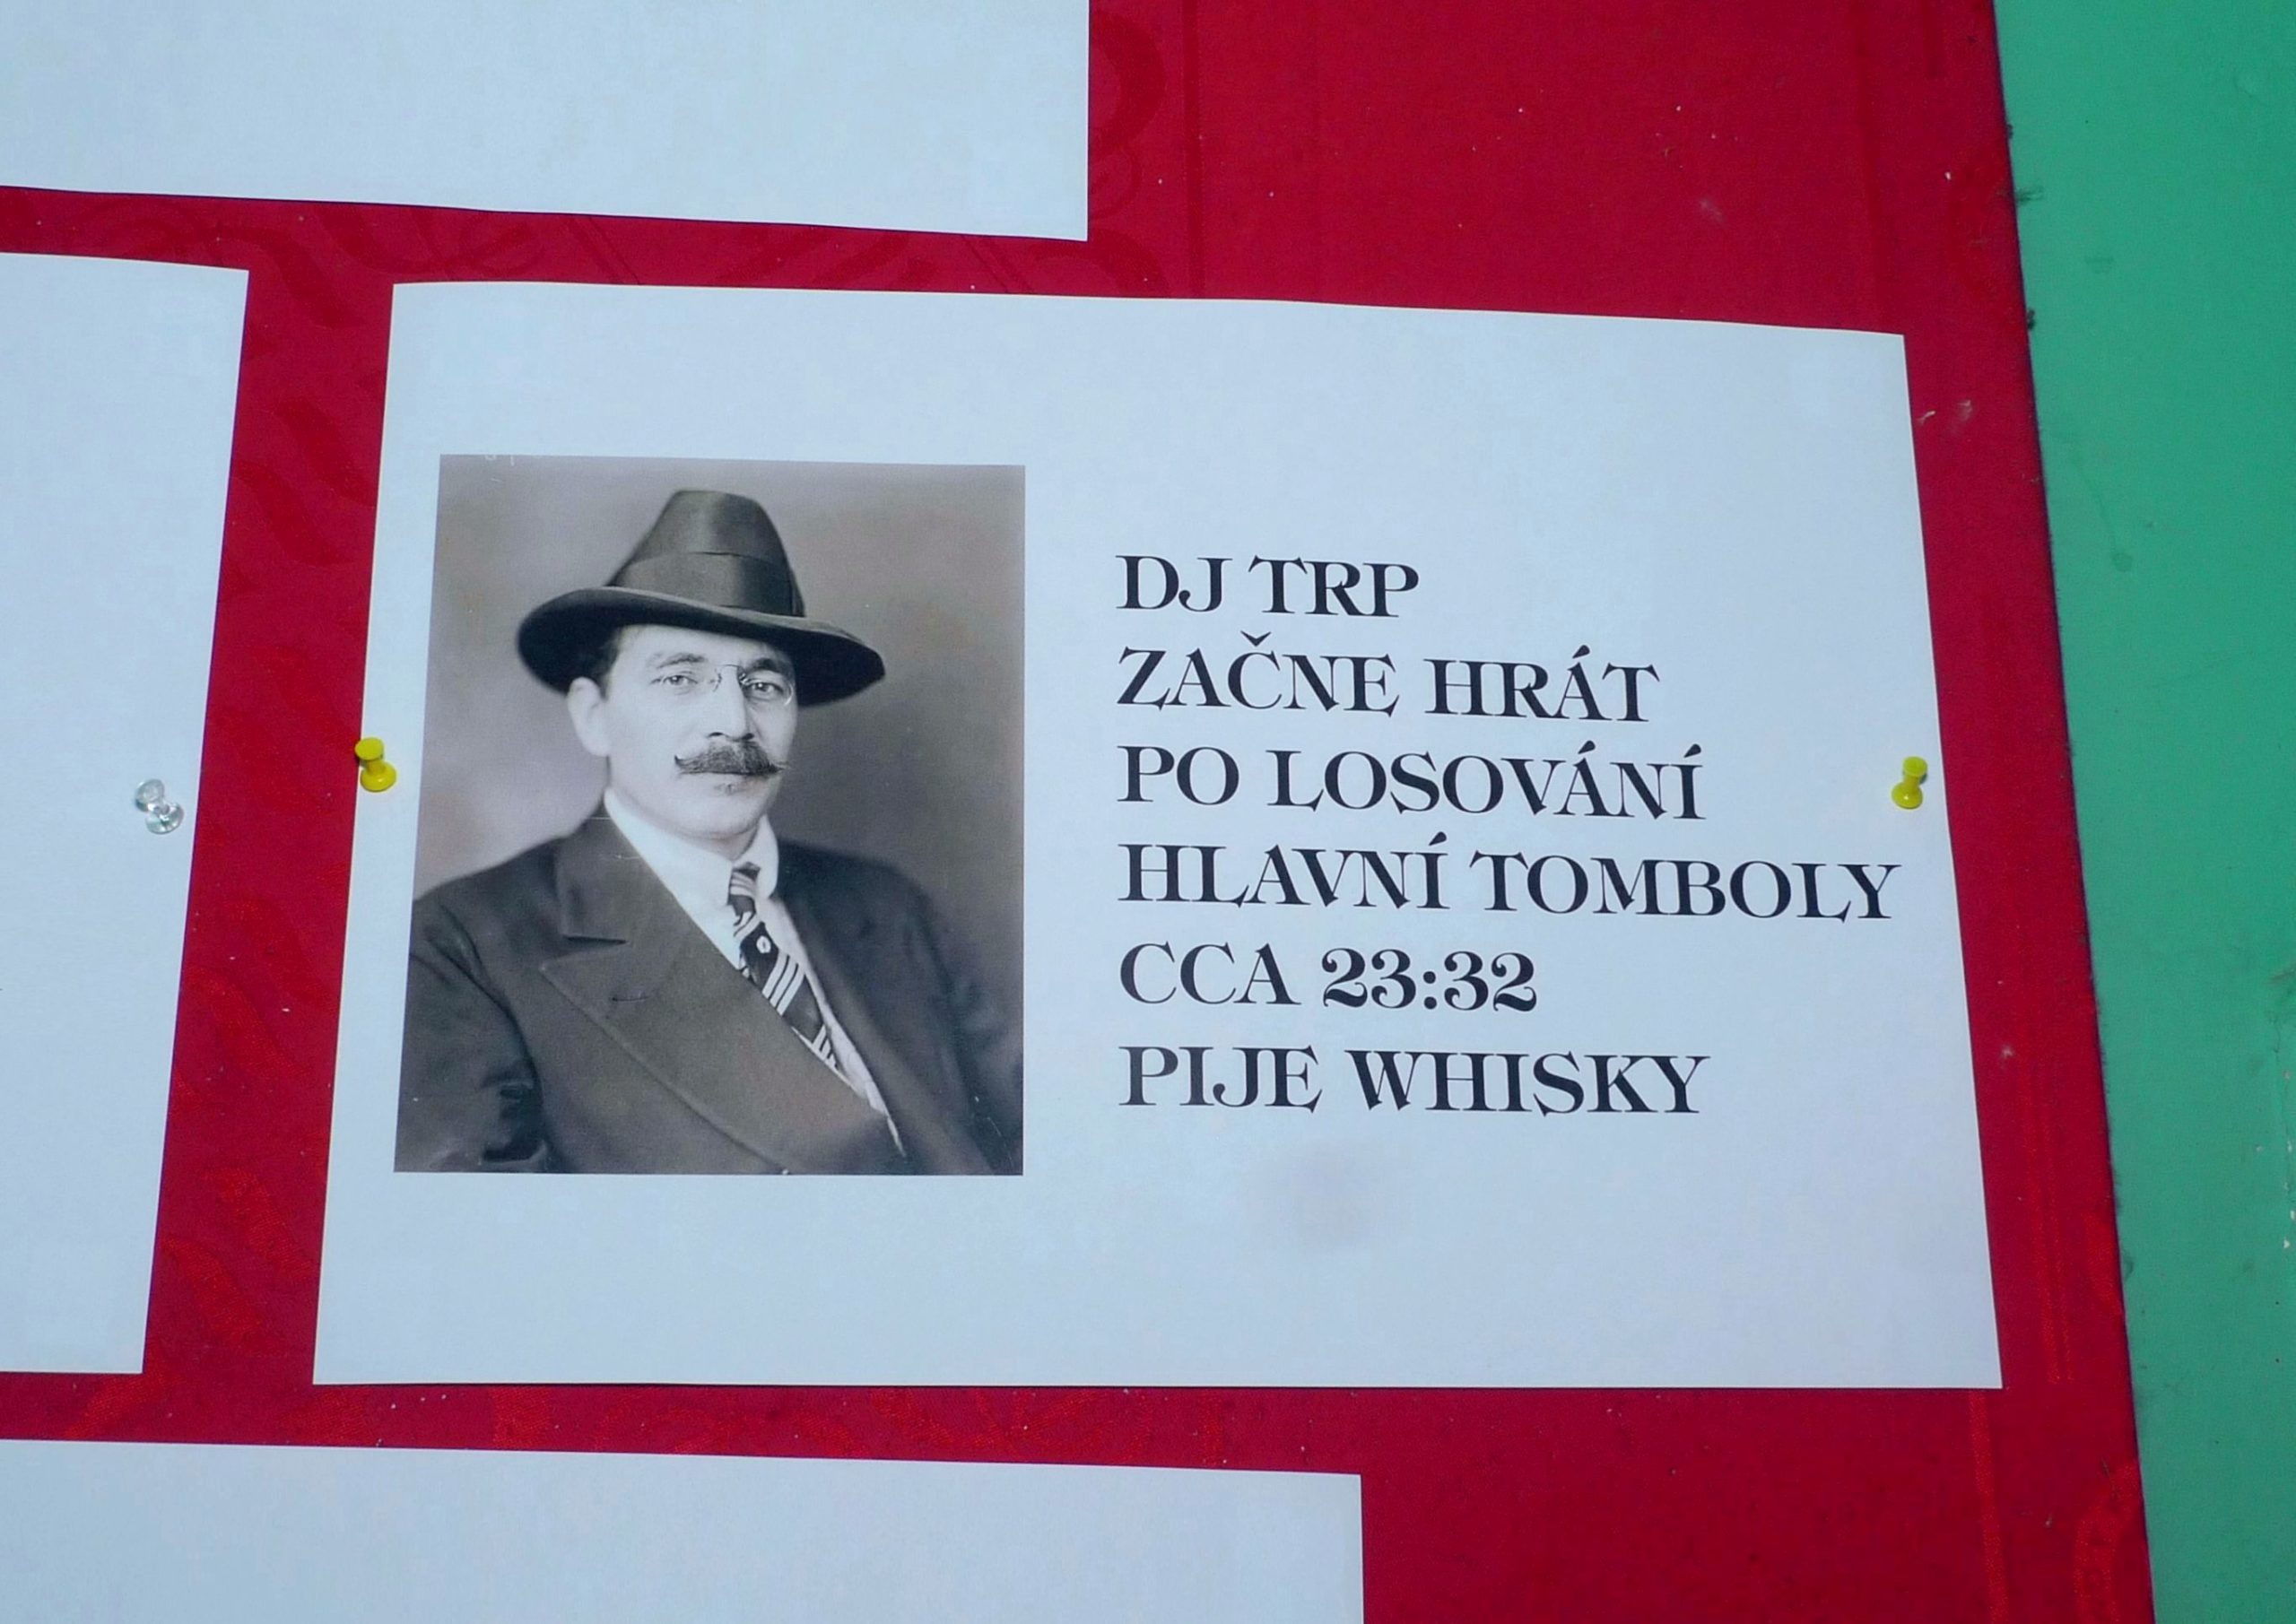 DJ TRP
ZAČNE HRÁT
PO LOSOVÁNÍ
HLAVNÍ TOMBOLY
CCA 23:32
PIJE WHISKY